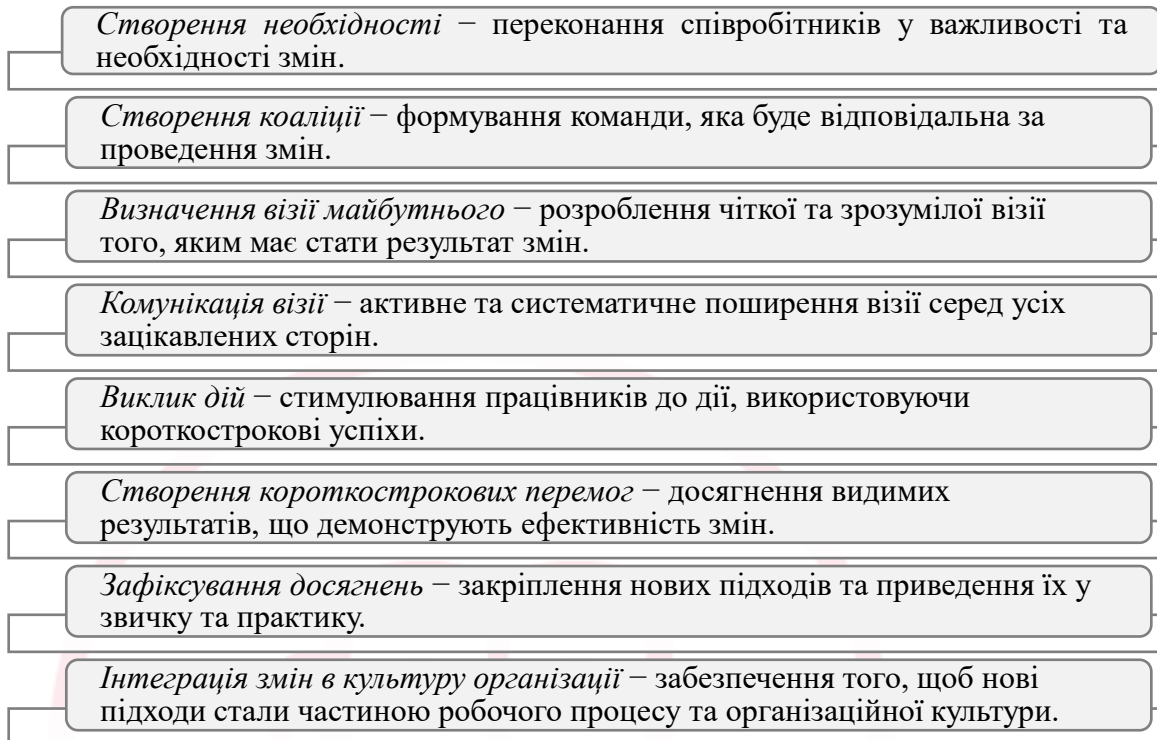 Створення необхідності − переконання співробітників у важливості та
необхідності змін.
Створення коаліції − формування команди, яка буде відповідальна за
проведення змін.
Визначення візії майбутнього − розроблення чіткої та зрозумілої візії
того, яким має стати результат змін.
Комунікація візії − активне та систематичне поширення візії серед усіх
зацікавлених сторін.
Виклик дій − стимулювання працівників до дії, використовуючи
короткострокові успіхи.
Створення короткострокових перемог − досягнення видимих
результатів, що демонструють ефективність змін.
Зафіксування досягнень − закріплення нових підходів та приведення їх у
звичку та практику.
Інтеграція змін в культуру організації − забезпечення того, щоб нові
підходи стали частиною робочого процесу та організаційної культури.